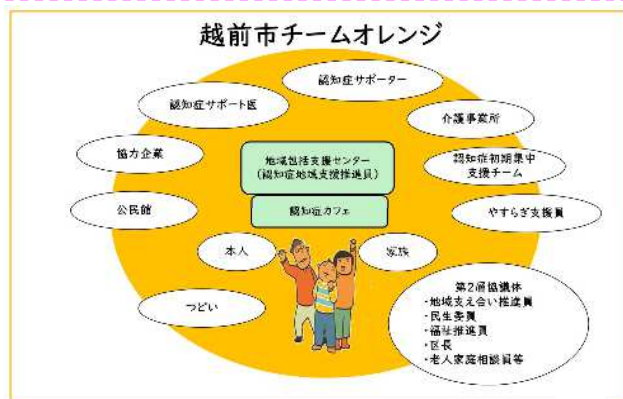 越前市チームオレンジ
認知症サポーター
認知症サポート医
介護事業所
協力企業
地域包括支援センター
(認知症地域支援推進員)
認知症初期集中
支援チーム
公民館
認知症カフェ
やすらぎ支援員
本人
家族
つどい
第2層協議体
・地域支え合い推進員
・民生委員
・福祉推進員
・区長
・老人家庭相談員等